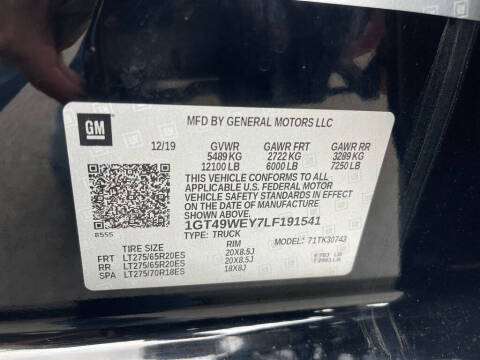 GM
MFD BY GENERAL MOTORS LLC
12/19 GVWR GAWR FRT GAWR RR
5489 KG 2722 KG 3289 KG
12100 LB 6000 LB 7250 LB
THIS VEHICLE CONFORMS TO ALL
APPLICABLE U.S. FEDERAL MOTOR
VEHICLE SAFETY STANDARDS IN EFFECT
ON THE DATE OF MANUFACTURE SHOWN
ABOVE.
1GT49WEY7LF191541
8555 TYPE: TRUCK MODEL: 71TK30743
TIRE SIZE RIM
FRT LT275/65R20ES 20X8.5J
RR LT275/65R20ES 20X8.5J
SPA LT275/70R18ES 18X8J